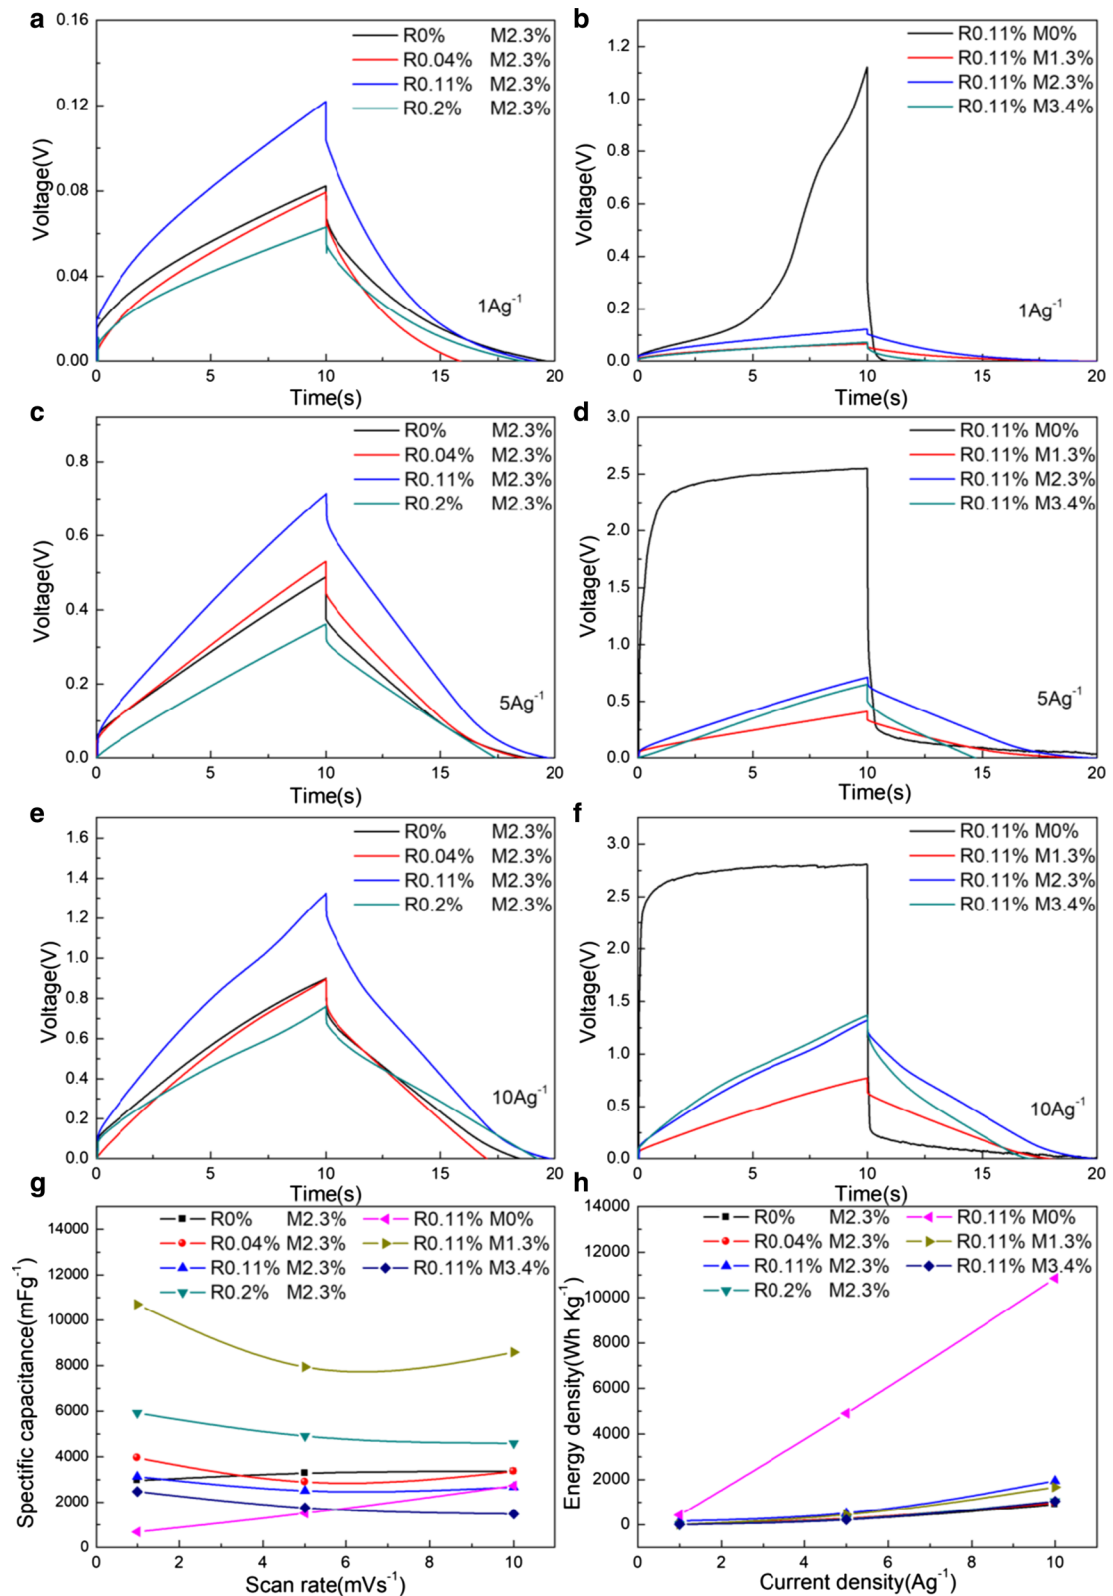 a
0.16
0.12
0.08
0.04
0.00
Voltage(V)
R0% M2.3%
R0.04% M2.3%
R0.11% M2.3%
R0.2% M2.3%
1Ag-1
0 5 10 15 20
Time(s)
b
1.2
1.0
0.8
0.6
0.4
0.2
0.0
Voltage(V)
R0.11% M0%
R0.11% M1.3%
R0.11% M2.3%
R0.11% M3.4%
1Ag-1
0 5 10 15 20
Time(s)
c
0.8
0.6
0.4
0.2
0.0
Voltage(V)
R0% M2.3%
R0.04% M2.3%
R0.11% M2.3%
R0.2% M2.3%
5Ag-1
0 5 10 15 20
Time(s)
d
3.0
2.5
2.0
1.5
1.0
0.5
0.0
Voltage(V)
R0.11% M0%
R0.11% M1.3%
R0.11% M2.3%
R0.11% M3.4%
5Ag-1
0 5 10 15 20
Time(s)
e
1.6
1.4
1.2
1.0
0.8
0.6
0.4
0.2
0.0
Voltage(V)
R0% M2.3%
R0.04% M2.3%
R0.11% M2.3%
R0.2% M2.3%
10Ag-1
0 5 10 15 20
Time(s)
f
3.0
2.5
2.0
1.5
1.0
0.5
0.0
Voltage(V)
R0.11% M0%
R0.11% M1.3%
R0.11% M2.3%
R0.11% M3.4%
10Ag-1
0 5 10 15 20
Time(s)
g
14000
12000
10000
8000
6000
4000
2000
0
Spectific capacitance(mFg-1)
R0% M2.3% R0.11% M0%
R0.04% M2.3% R0.11% M1.3%
R0.11% M2.3% R0.11% M3.4%
R0.2% M2.3%
0 2 4 6 8 10
Scan rate(mVs-1)
h
14000
12000
10000
8000
6000
4000
2000
0
Energy density(Wh Kg-1)
R0% M2.3% R0.11% M0%
R0.04% M2.3% R0.11% M1.3%
R0.11% M2.3% R0.11% M3.4%
R0.2% M2.3%
0 2 4 6 8 10
Current density(Ag-1)